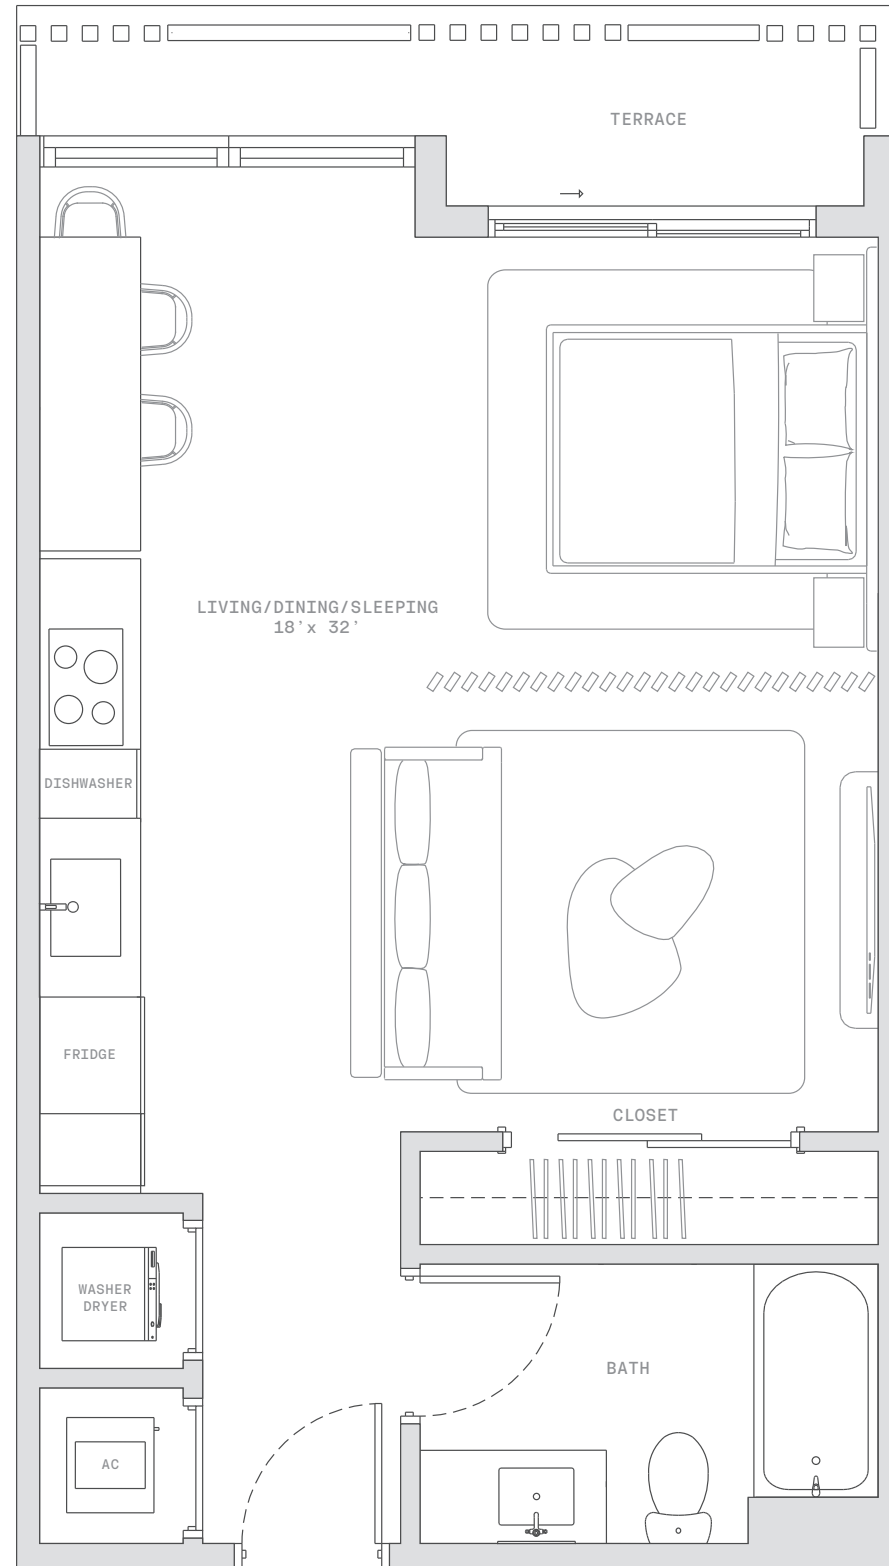 TERRACE
LIVING/DINING/SLEEPING
18'x 32'
DISHWASHER
FRIDGE
CLOSET
WASHER
DRYER
BATH
AC